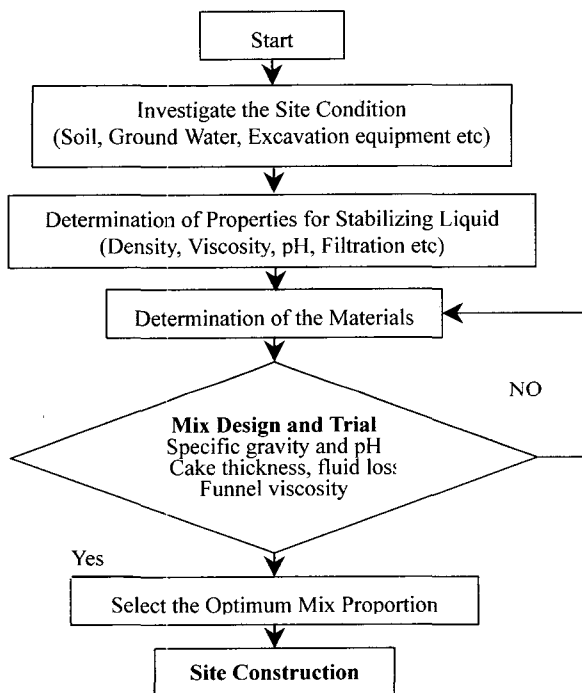 Start
Investigate the Site Condition
(Soil, Ground Water, Excavation equipment etc)
Determination of Properties for Stabilizing Liquid
(Density, Viscosity, pH, Filtration etc)
Determination of the Materials
NO
Mix Design and Trial
Specific gravity and pH
Cake thickness, fluid loss
Funnel viscosity
Yes
Select the Optimum Mix Proportion
Site Construction